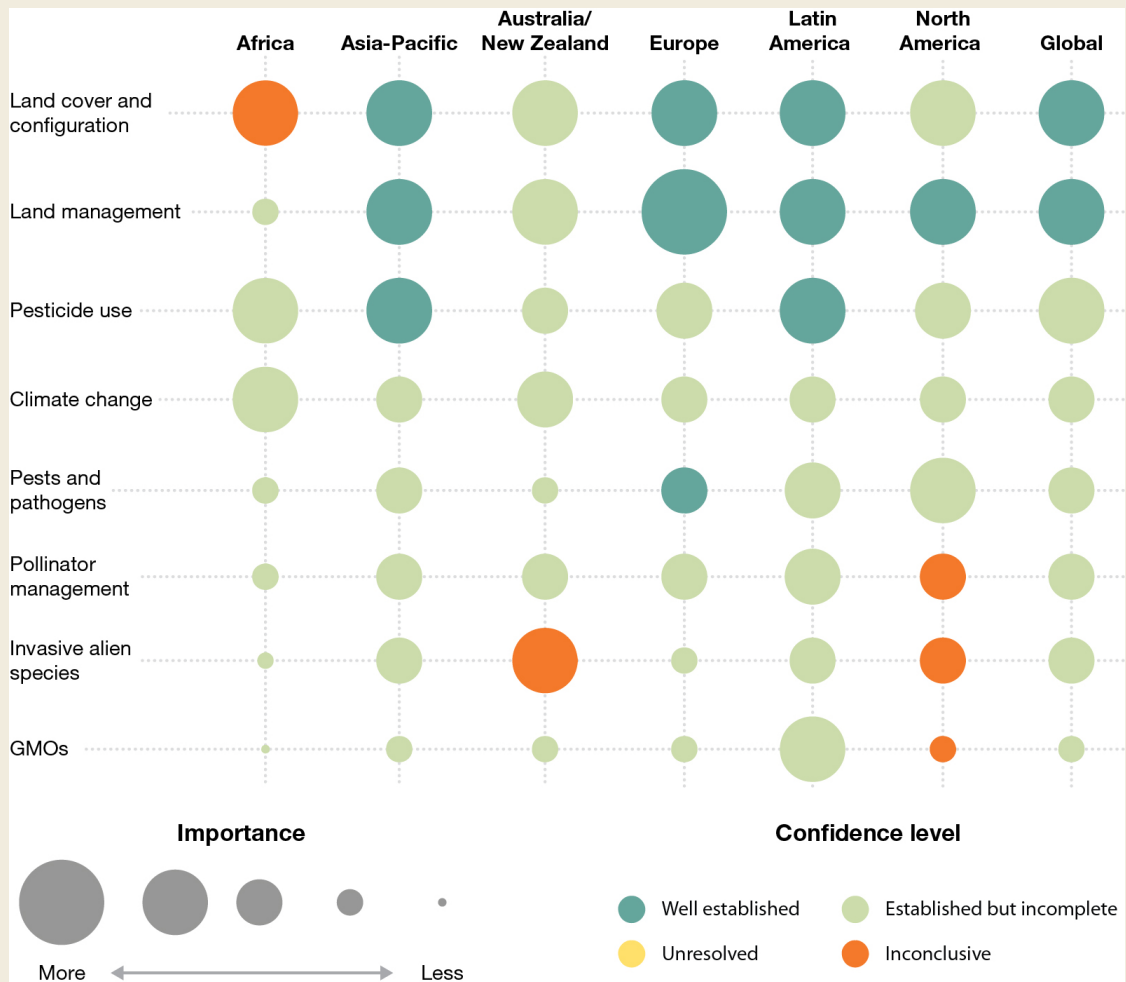 Australia/
Latin
North
Africa
Asia-Pacific
New Zealand
Europe
America
America
Global
Land cover and
configuration
Land management
Pesticide use
Climate change
Pests and
pathogens
Pollinator
management
Invasive alien
species
GMOs
Importance
Confidence level
Well established
Established but incomplete
Unresolved
Inconclusive
More
Less